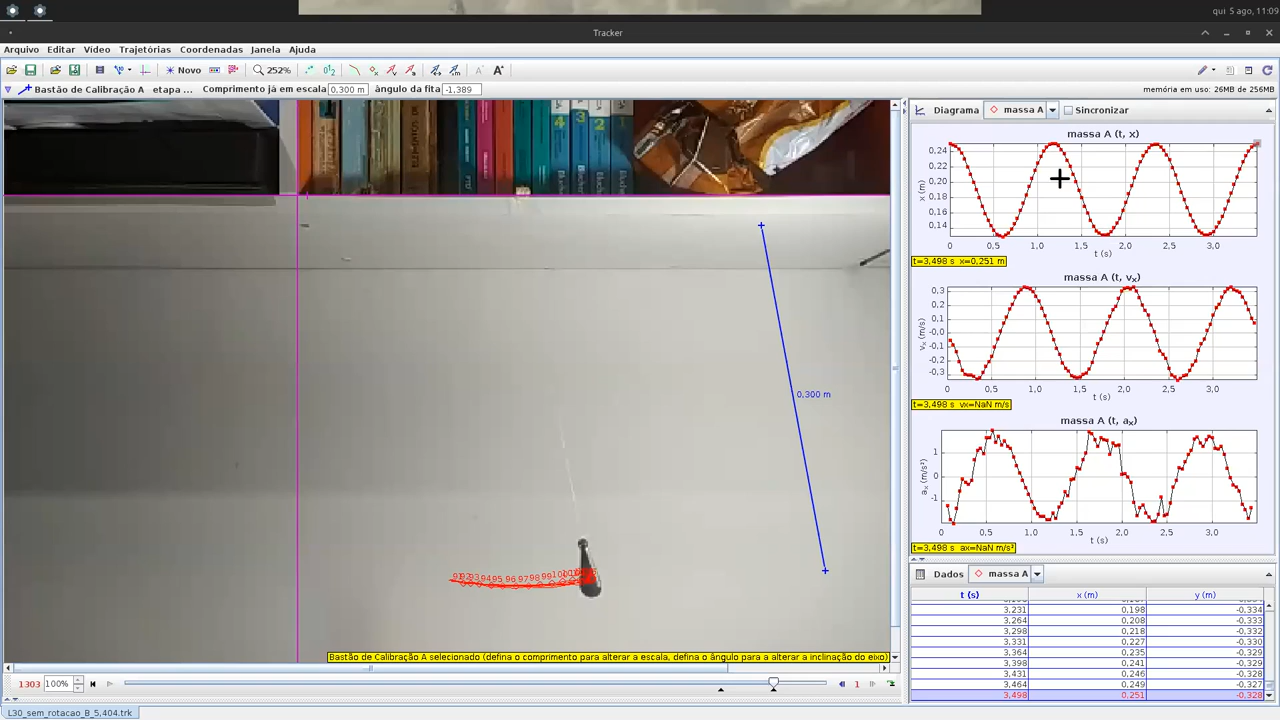 qui 5 ago, 11:09
Tracker
Arquivo Editar Vídeo Trajetórias Coordenadas Janela Ajuda
Novo 252%
memória em uso: 26MB de 256MB
Bastão de Calibração A etapa ... Comprimento já em escala 0,300 m ângulo da fita -1,389
Diagrama massa A Sincronizar
massa A (t, x)
x (m)
0,24
0,20
0,18
0,16
0,14
0 0,5 1,0 1,5 2,0 2,5 3,0
t (s)
t=3,498 s x=0,251 m
massa A (t, vx)
vx (m/s)
0,3
0,2
0,1
-0,0
-0,1
-0,2
-0,3
0 0,5 1,0 1,5 2,0 2,5 3,0
t (s)
t=3,498 s vx=NaN m/s
massa A (t, ax)
ax (m/s²)
1
0
-1
0 0,5 1,0 1,5 2,0 2,5 3,0
t (s)
t=3,498 s ax=NaN m/s²
4 3 2 1
0,300 m
Dados massa A
t (s) x (m) y (m)
3,231 0,198 -0,334
3,264 0,208 -0,333
3,298 0,218 -0,332
3,331 0,227 -0,330
3,364 0,235 -0,329
3,398 0,241 -0,329
3,431 0,246 -0,328
3,464 0,249 -0,327
3,498 0,251 -0,328
Bastão de Calibração A selecionado (defina o comprimento para alterar a escala, defina o ângulo para a alterar a inclinação do eixo)
1303 100% 1
L30_sem_rotacao_B_5,404.trk